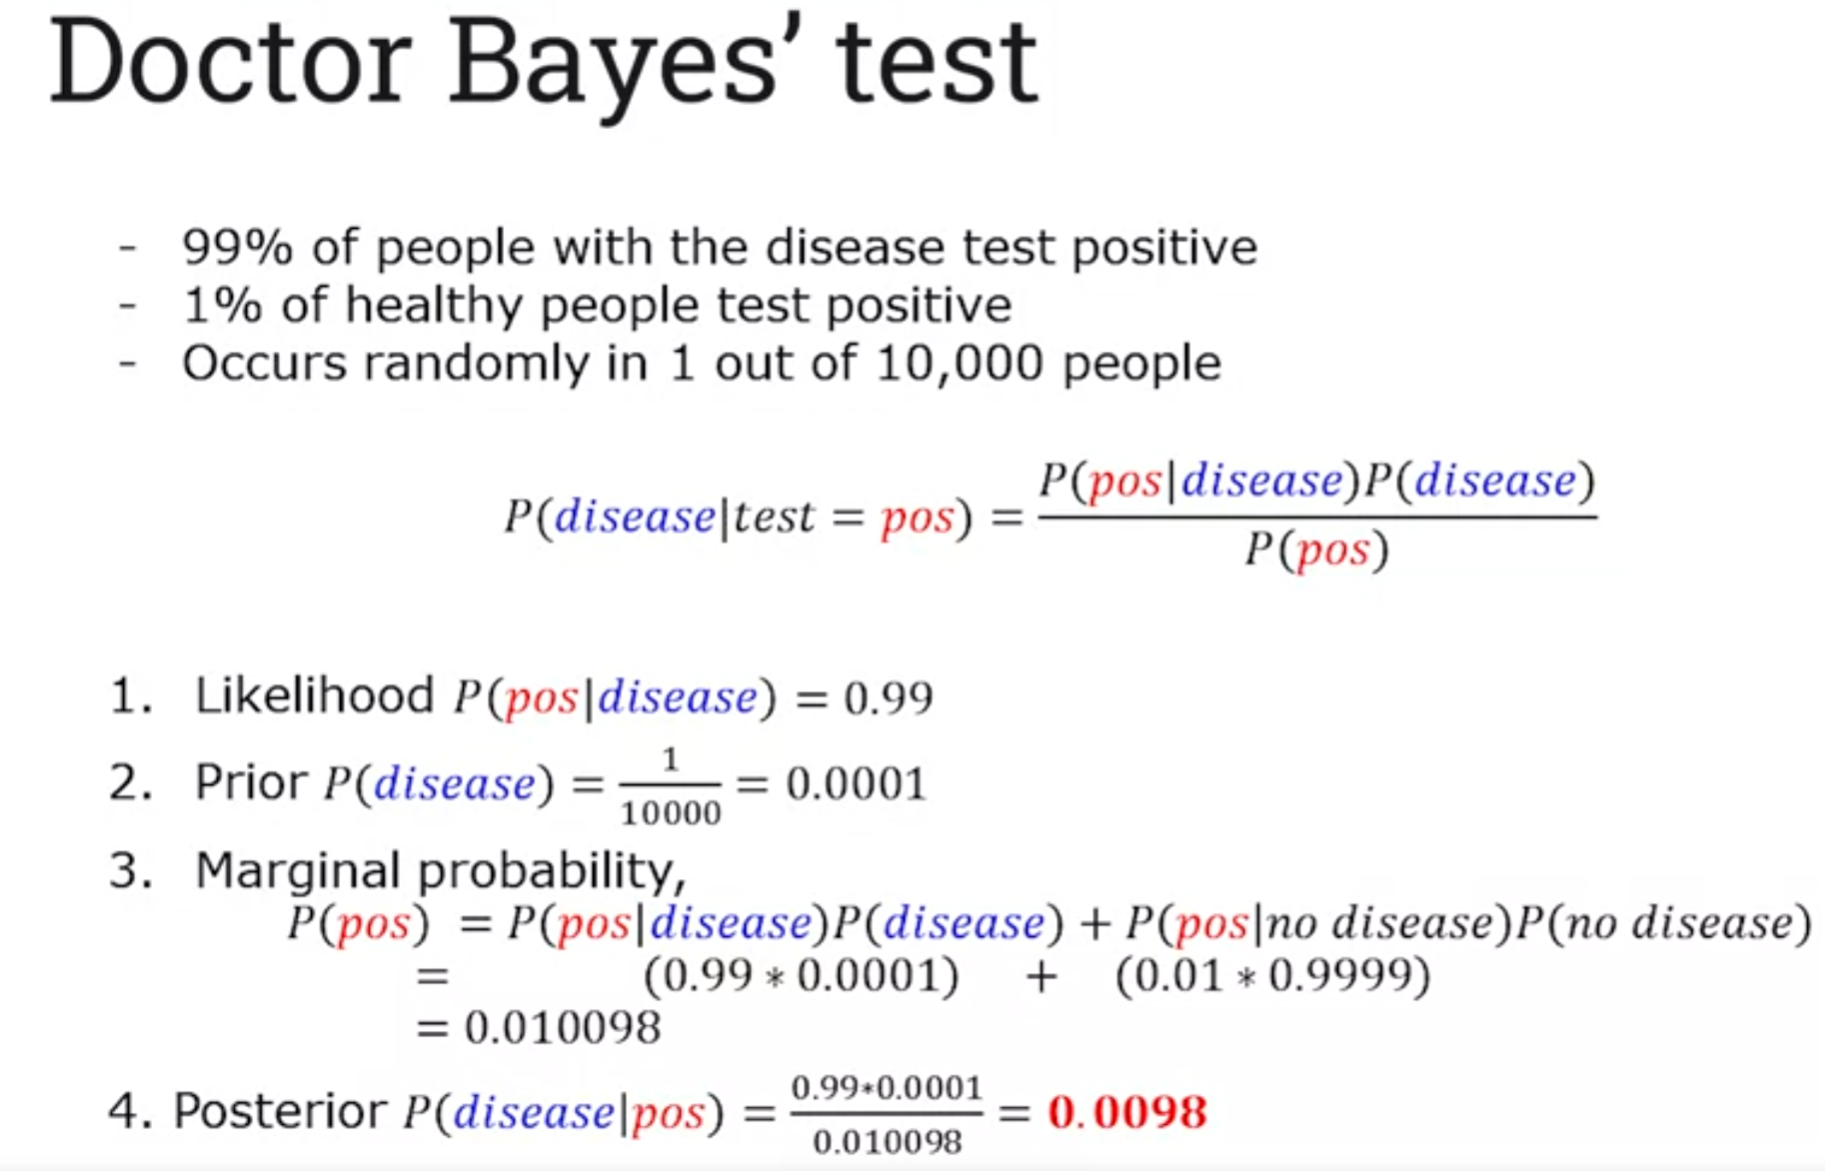 Doctor Bayes’ test
- 99% of people with the disease test positive
- 1% of healthy people test positive
- Occurs randomly in 1 out of 10,000 people
P(disease|test = pos) = P(pos|disease)P(disease) / P(pos)
1. Likelihood P(pos|disease) = 0.99
2. Prior P(disease) = 1/10000 = 0.0001
3. Marginal probability,
P(pos) = P(pos|disease)P(disease) + P(pos|no disease)P(no disease)
= (0.99 * 0.0001) + (0.01 * 0.9999)
= 0.010098
4. Posterior P(disease|pos) = 0.99*0.0001 / 0.010098 = 0.0098